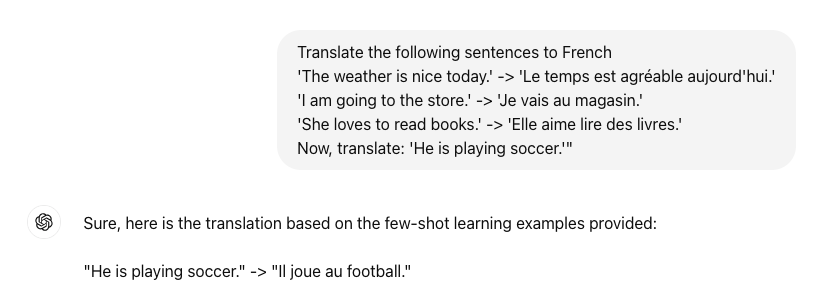 Translate the following sentences to French
'The weather is nice today.' -> 'Le temps est agréable aujourd'hui.'
'I am going to the store.' -> 'Je vais au magasin.'
'She loves to read books.' -> 'Elle aime lire des livres.'
Now, translate: 'He is playing soccer.'"
Sure, here is the translation based on the few-shot learning examples provided:
"He is playing soccer." -> "Il joue au football."